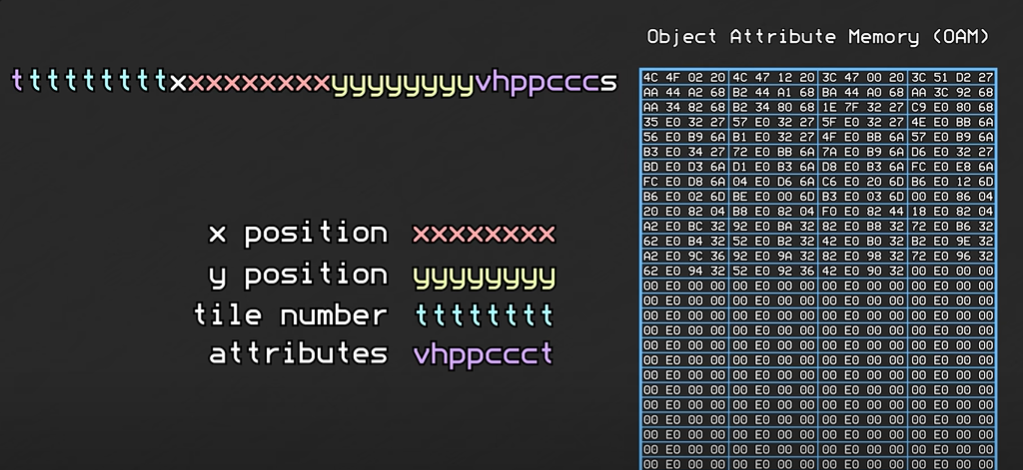 tttttttttxxxxxxxxxyyyyyyyyvhppcccs
x position xxxxxxxx
y position yyyyyyyy
tile number tttttttt
attributes vhppccct
Object Attribute Memory (OAM)
4C 4F 02 20 4C 47 12 20 3C 47 00 20 3C 51 D2 27
AA 44 A2 68 B2 44 A1 68 BA 44 A0 68 AA 3C 92 68
AA 34 82 68 B2 34 80 68 1E 7F 32 27 C9 E0 80 68
35 E0 32 27 57 E0 32 27 5F E0 32 27 4E E0 BB 6A
56 E0 B9 6A B1 E0 32 27 4F E0 BB 6A 57 E0 B9 6A
B3 E0 34 27 72 E0 BB 6A 7A E0 B9 6A D6 E0 32 27
BD E0 D3 6A D1 E0 B3 6A D8 E0 B3 6A FC E0 E8 6A
FC E0 D8 6A 04 E0 D6 6A C6 E0 20 6D B6 E0 12 6D
B6 E0 02 6D BE E0 00 6D B3 E0 03 6D 00 E0 86 04
20 E0 82 04 B8 E0 82 04 F0 E0 82 44 18 E0 82 04
A2 E0 BC 32 92 E0 BA 32 82 E0 B8 32 72 E0 B6 32
62 E0 B4 32 52 E0 B2 32 42 E0 B0 32 B2 E0 9E 32
A2 E0 9C 36 92 E0 9A 32 82 E0 98 32 72 E0 96 32
62 E0 94 32 52 E0 92 36 42 E0 90 32 00 E0 00 00
00 E0 00 00 00 E0 00 00 00 E0 00 00 00 E0 00 00
00 E0 00 00 00 E0 00 00 00 E0 00 00 00 E0 00 00
00 E0 00 00 00 E0 00 00 00 E0 00 00 00 E0 00 00
00 E0 00 00 00 E0 00 00 00 E0 00 00 00 E0 00 00
00 E0 00 00 00 E0 00 00 00 E0 00 00 00 E0 00 00
00 E0 00 00 00 E0 00 00 00 E0 00 00 00 E0 00 00
00 E0 00 00 00 E0 00 00 00 E0 00 00 00 E0 00 00
00 E0 00 00 00 E0 00 00 00 E0 00 00 00 E0 00 00
00 E0 00 00 00 E0 00 00 00 E0 00 00 00 E0 00 00
00 E0 00 00 00 E0 00 00 00 E0 00 00 00 E0 00 00
00 E0 00 00 00 E0 00 00 00 E0 00 00 00 E0 00 00
00 E0 00 00 00 E0 00 00 00 E0 00 00 00 E0 00 00
00 E0 00 00 00 E0 00 00 00 E0 00 00 00 E0 00 00